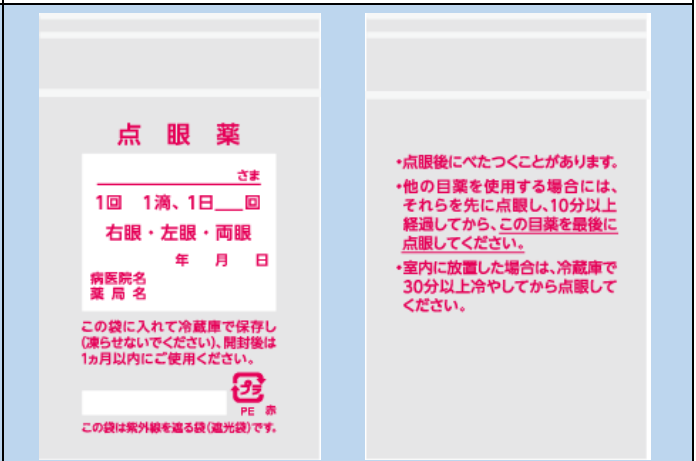 点 眼 薬
さま
1回 1滴、1日___回
右眼・左眼・両眼
年 月 日
病医院名
薬 局 名
この袋に入れて冷蔵庫で保存し
(凍らせないでください)、開封後は
1ヵ月以内にご使用ください。
プラ
PE 赤
この袋は紫外線を遮る袋(遮光袋)です。
・点眼後にべたつくことがあります。
・他の目薬を使用する場合には、
それらを先に点眼し、10分以上
経過してから、この目薬を最後に
点眼してください。
・室内に放置した場合は、冷蔵庫で
30分以上冷やしてから点眼して
ください。